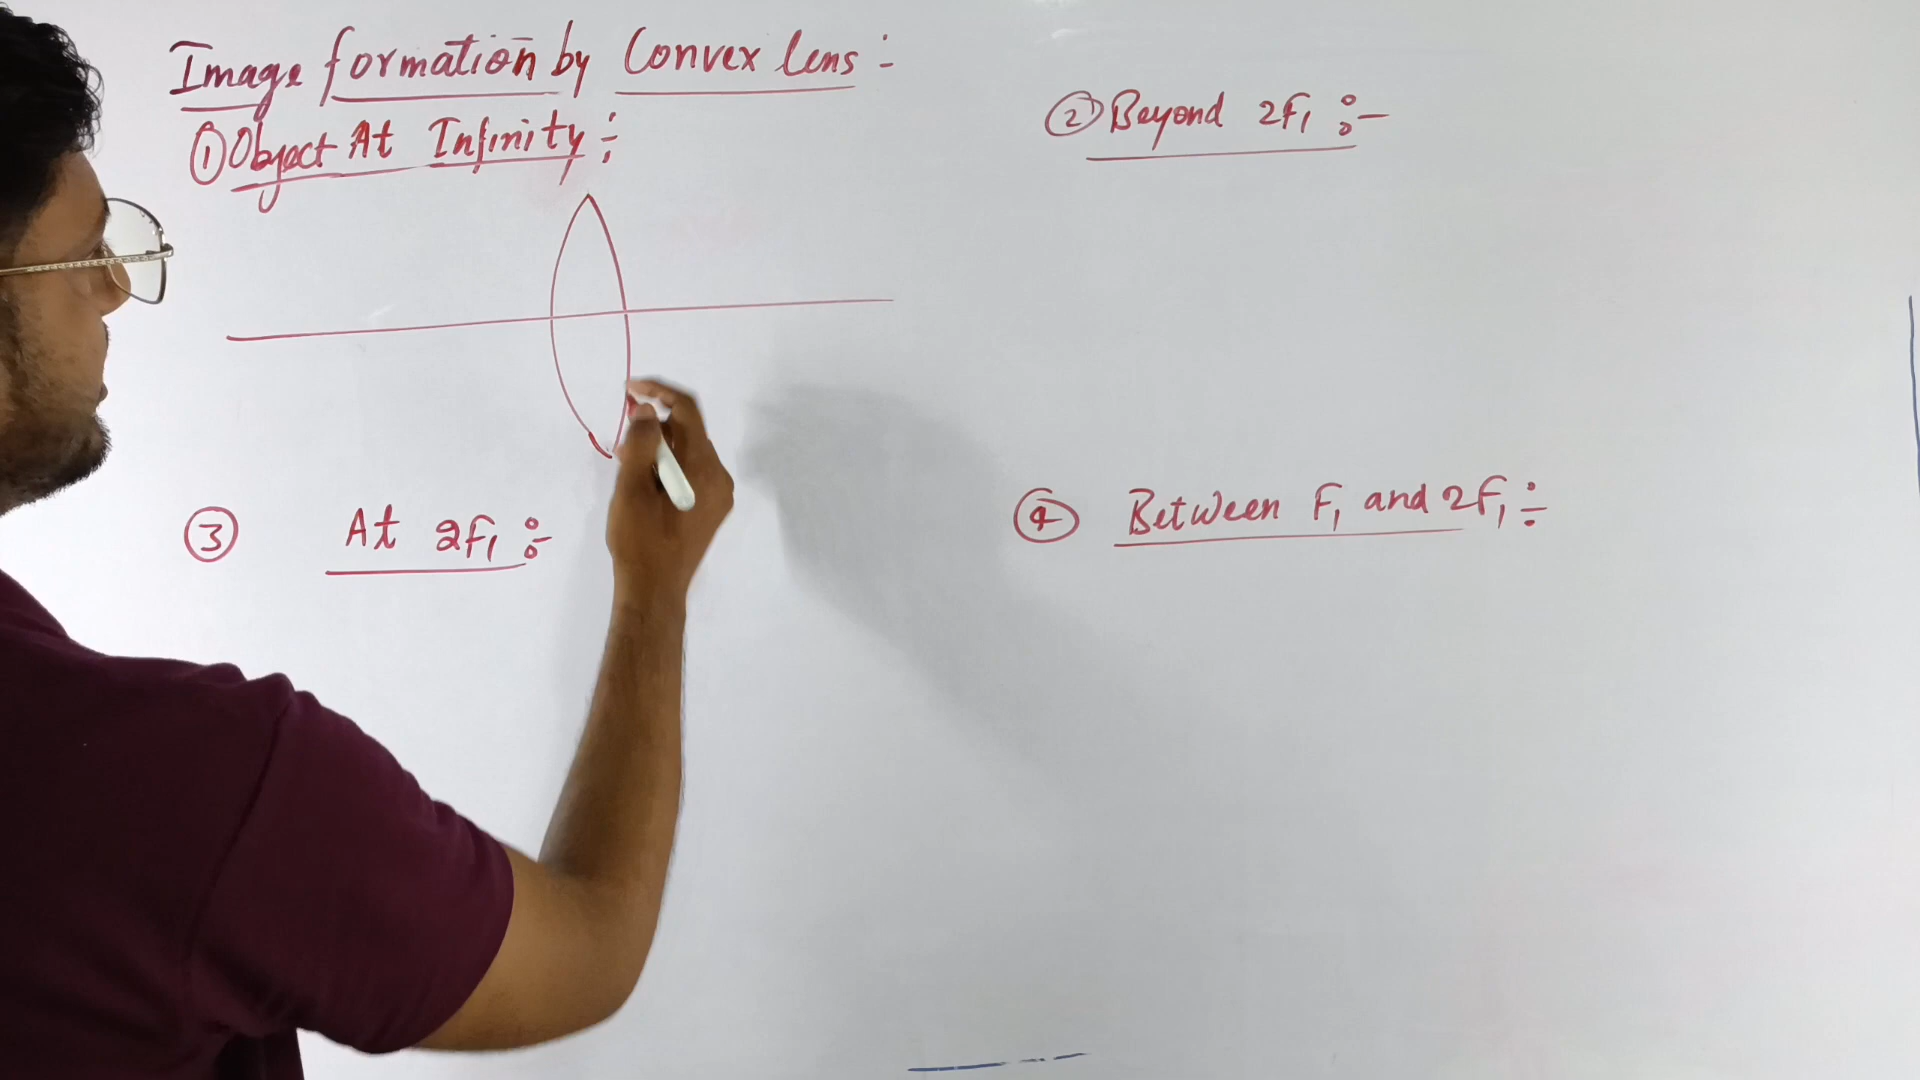 Image formation by Convex lens :-
① Object At Infinity :-
② Beyond 2F₁ :-
③ At 2F₁ :-
④ Between F₁ and 2F₁ :-